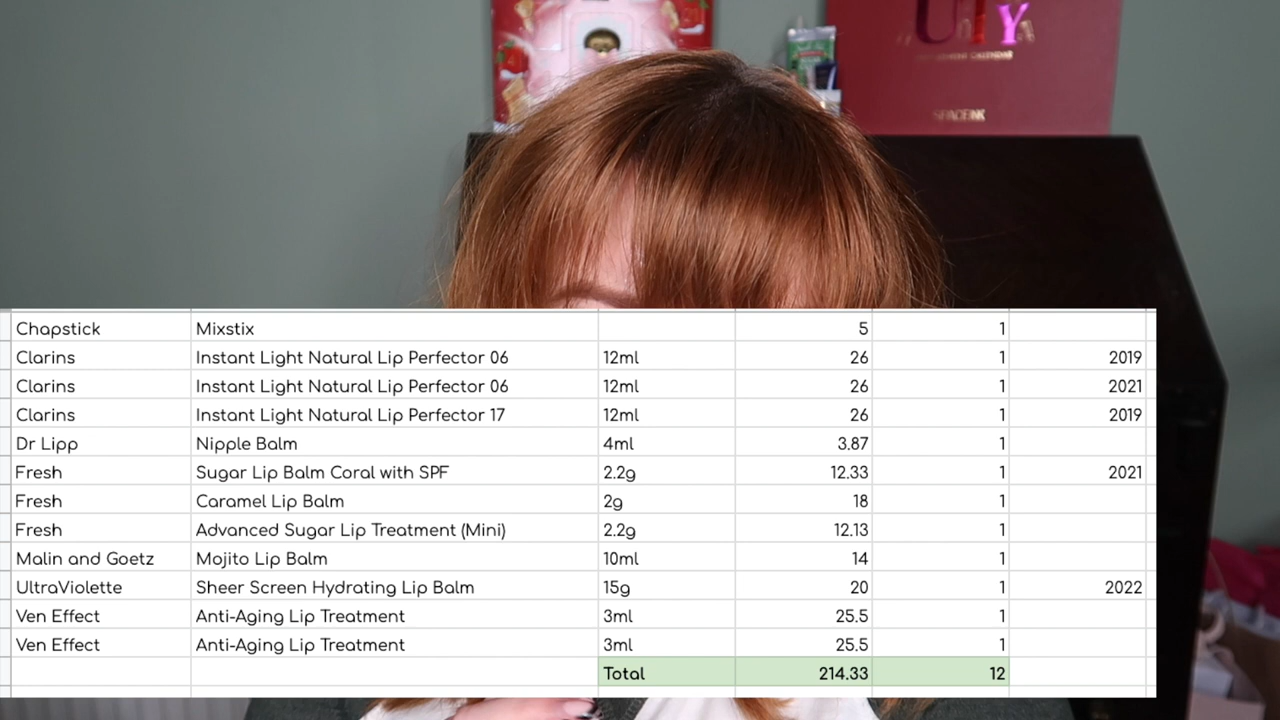 UTY
SPACENK
Chapstick Mixstix 5 1
Clarins Instant Light Natural Lip Perfector 06 12ml 26 1 2019
Clarins Instant Light Natural Lip Perfector 06 12ml 26 1 2021
Clarins Instant Light Natural Lip Perfector 17 12ml 26 1 2019
Dr Lipp Nipple Balm 4ml 3.87 1
Fresh Sugar Lip Balm Coral with SPF 2.2g 12.33 1 2021
Fresh Caramel Lip Balm 2g 18 1
Fresh Advanced Sugar Lip Treatment (Mini) 2.2g 12.13 1
Malin and Goetz Mojito Lip Balm 10ml 14 1
UltraViolette Sheer Screen Hydrating Lip Balm 15g 20 1 2022
Ven Effect Anti-Aging Lip Treatment 3ml 25.5 1
Ven Effect Anti-Aging Lip Treatment 3ml 25.5 1
Total 214.33 12